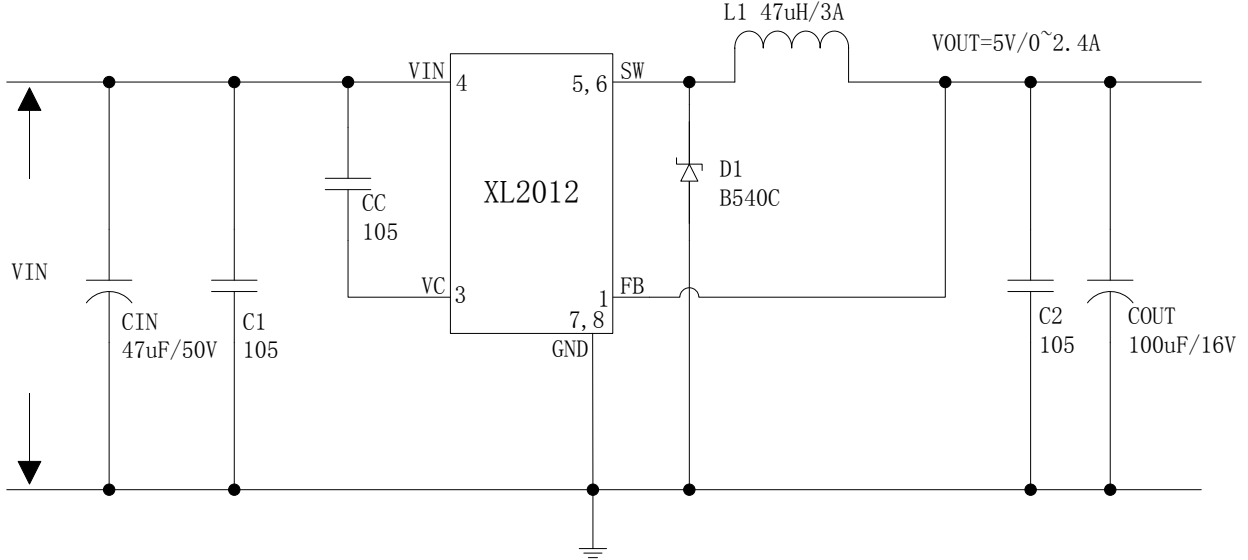 L1 47uH/3A
VOUT=5V/0~2.4A
VIN
4
5,6
SW
XL2012
D1
B540C
CC
105
VIN
VC
3
1
FB
7,8
GND
CIN
47uF/50V
C1
105
C2
105
COUT
100uF/16V